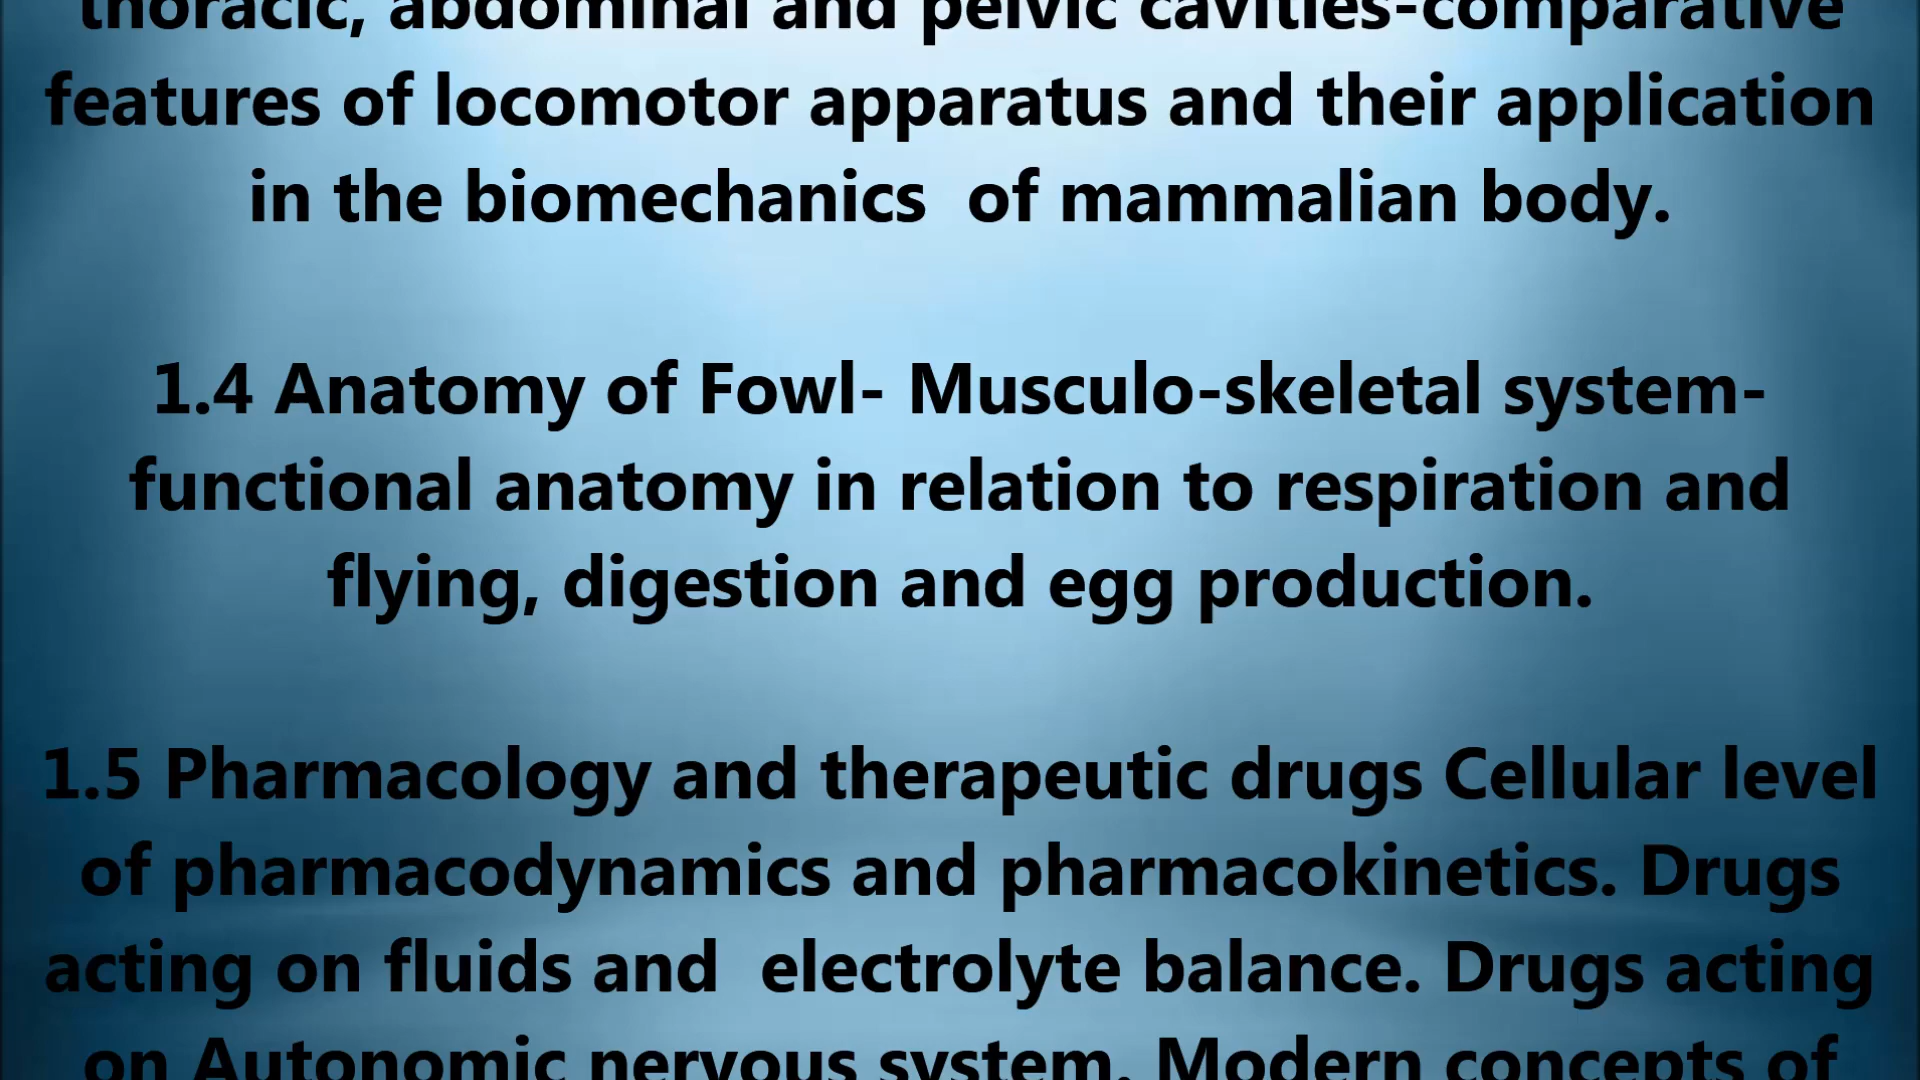 thoracic, abdominal and pelvic cavities-comparative
features of locomotor apparatus and their application
in the biomechanics  of mammalian body.
1.4 Anatomy of Fowl- Musculo-skeletal system-
functional anatomy in relation to respiration and
flying, digestion and egg production.
1.5 Pharmacology and therapeutic drugs Cellular level
of pharmacodynamics and pharmacokinetics. Drugs
acting on fluids and  electrolyte balance. Drugs acting
on Autonomic nervous system. Modern concepts of